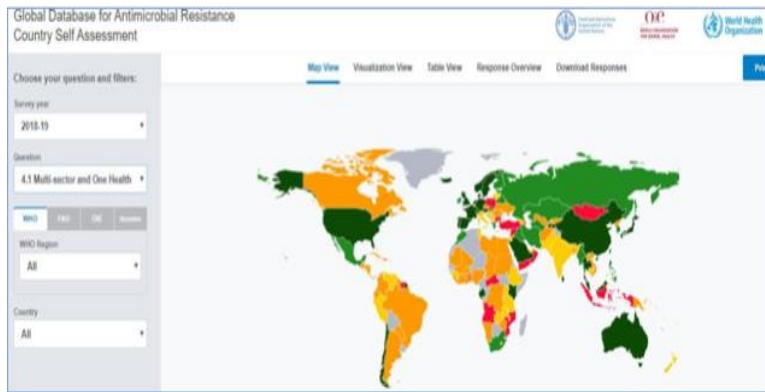 Global Database for Antimicrobial Resistance
Country Self Assessment
World Health
Organization
Choose your question and filters:
Map View Visualization View Table View Response Overview Download Responses
Survey year
2018-19
Question
4.1 Multi-sector and One Health
WHO FAO OIE
WHO Region
All
Country
All